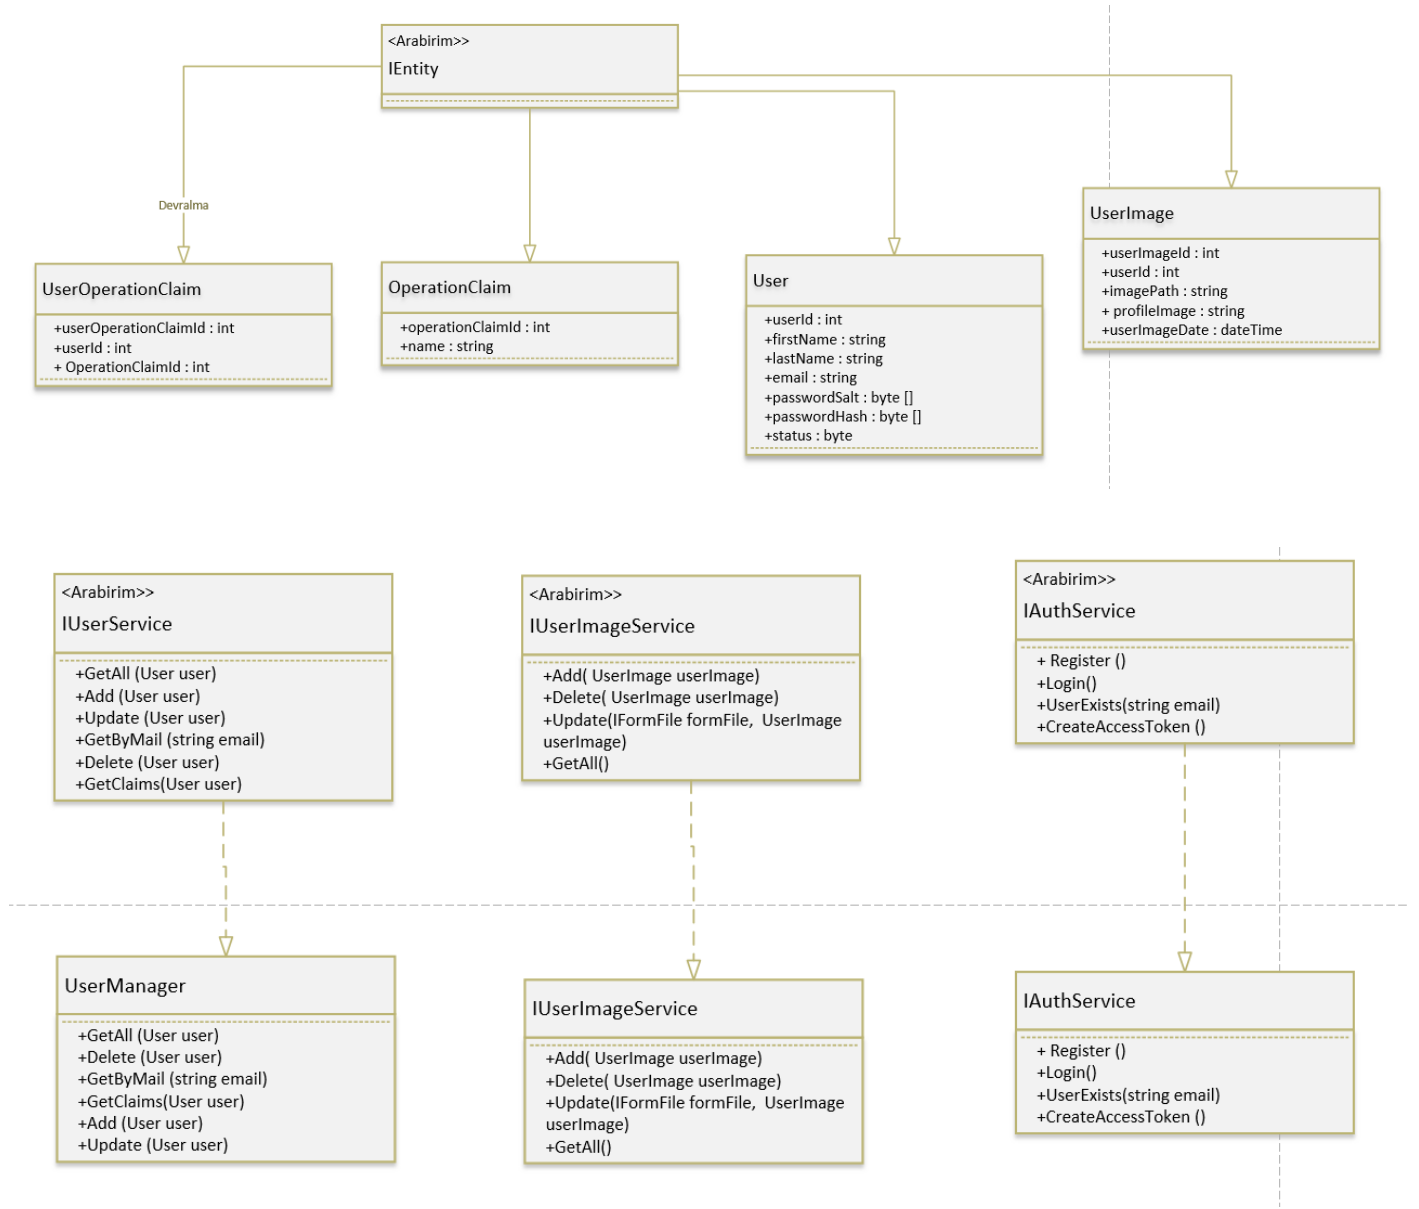 <Arabirim>>
IEntity
Devralma
UserOperationClaim
+userOperationClaimId : int
+userId : int
+ OperationClaimId : int
OperationClaim
+operationClaimId : int
+name : string
User
+userId : int
+firstName : string
+lastName : string
+email : string
+passwordSalt : byte []
+passwordHash : byte []
+status : byte
UserImage
+userImageId : int
+userId : int
+imagePath : string
+ profileImage : string
+userImageDate : dateTime
<Arabirim>>
IUserService
+GetAll (User user)
+Add (User user)
+Update (User user)
+GetByMail (string email)
+Delete (User user)
+GetClaims(User user)
<Arabirim>>
IUserImageService
+Add( UserImage userImage)
+Delete( UserImage userImage)
+Update(IFormFile formFile,  UserImage
userImage)
+GetAll()
<Arabirim>>
IAuthService
+ Register ()
+Login()
+UserExists(string email)
+CreateAccessToken ()
UserManager
+GetAll (User user)
+Delete (User user)
+GetByMail (string email)
+GetClaims(User user)
+Add (User user)
+Update (User user)
IUserImageService
+Add( UserImage userImage)
+Delete( UserImage userImage)
+Update(IFormFile formFile,  UserImage
userImage)
+GetAll()
IAuthService
+ Register ()
+Login()
+UserExists(string email)
+CreateAccessToken ()